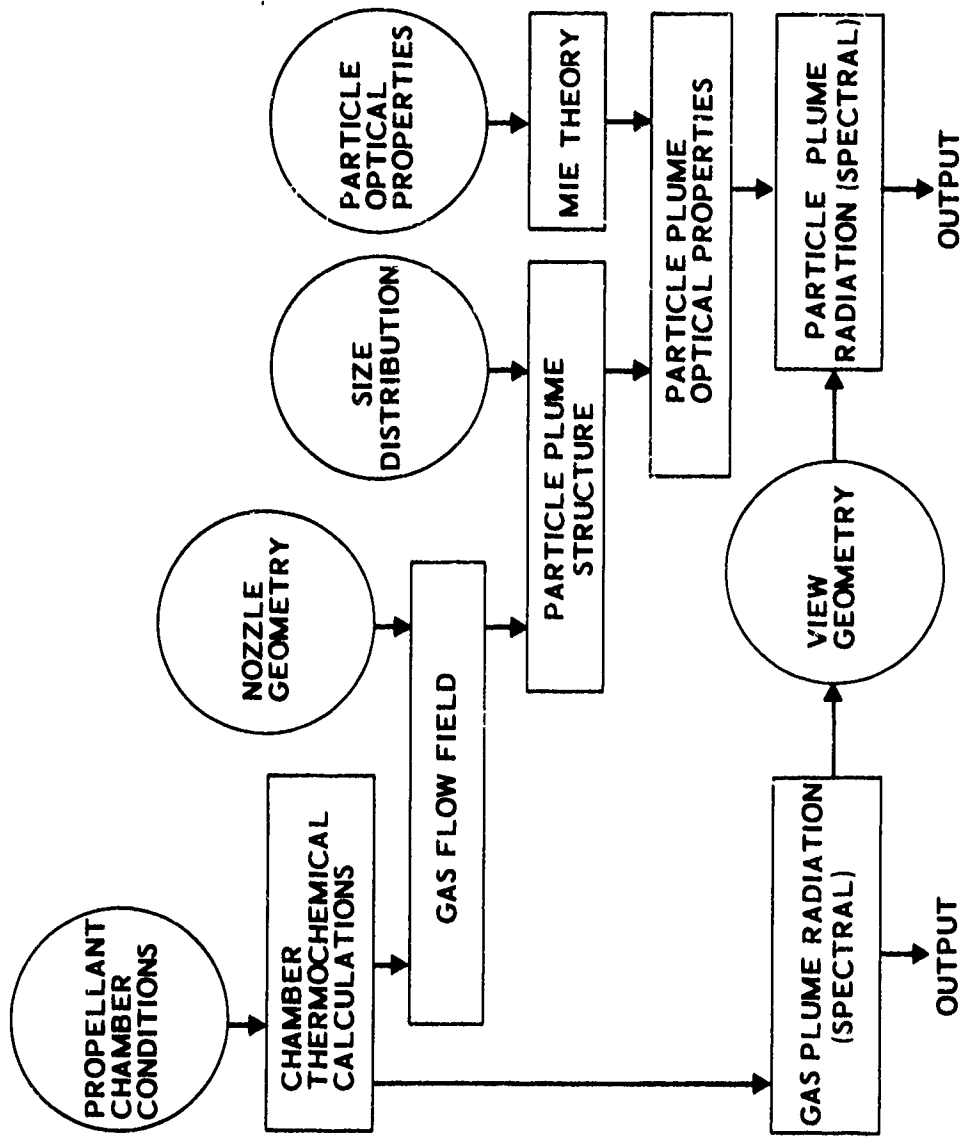 PROPELLANT
CHAMBER
CONDITIONS
CHAMBER
THERMOCHEMICAL
CALCULATIONS
NOZZLE
GEOMETRY
GAS FLOW FIELD
SIZE
DISTRIBUTION
PARTICLE
OPTICAL
PROPERTIES
PARTICLE PLUME
STRUCTURE
MIE THEORY
PARTICLE PLUME
OPTICAL PROPERTIES
GAS PLUME RADIATION
(SPECTRAL)
VIEW
GEOMETRY
PARTICLE PLUME
RADIATION (SPECTRAL)
OUTPUT
OUTPUT